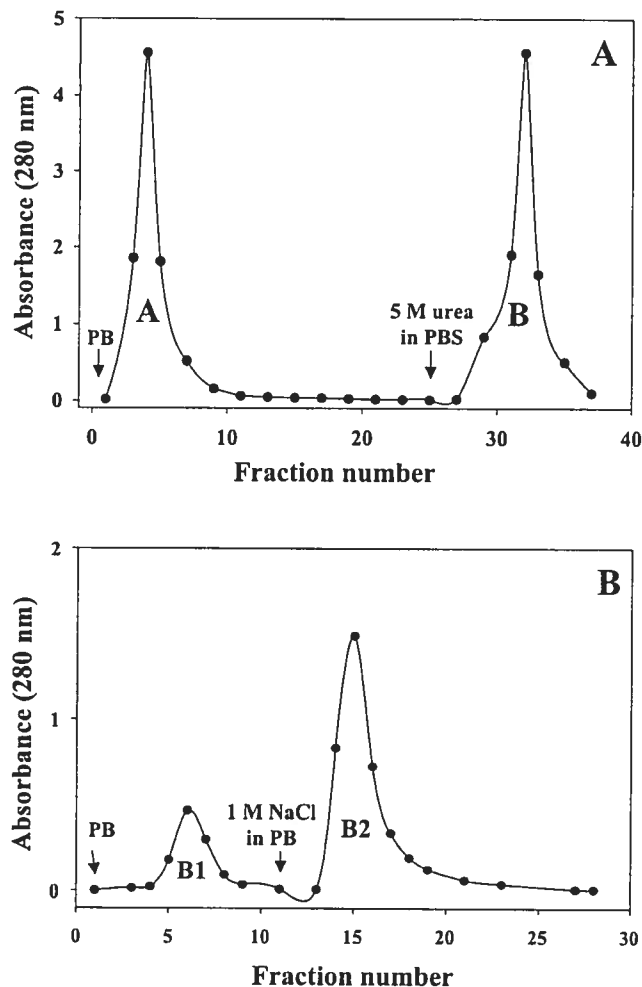 A
Absorbance (280 nm)
5
4
3
2
1
0
PB
A
5 M urea
in PBS
B
0 10 20 30 40
Fraction number
B
Absorbance (280 nm)
2
1
0
PB
B1
1 M NaCl
in PB
B2
0 5 10 15 20 25 30
Fraction number